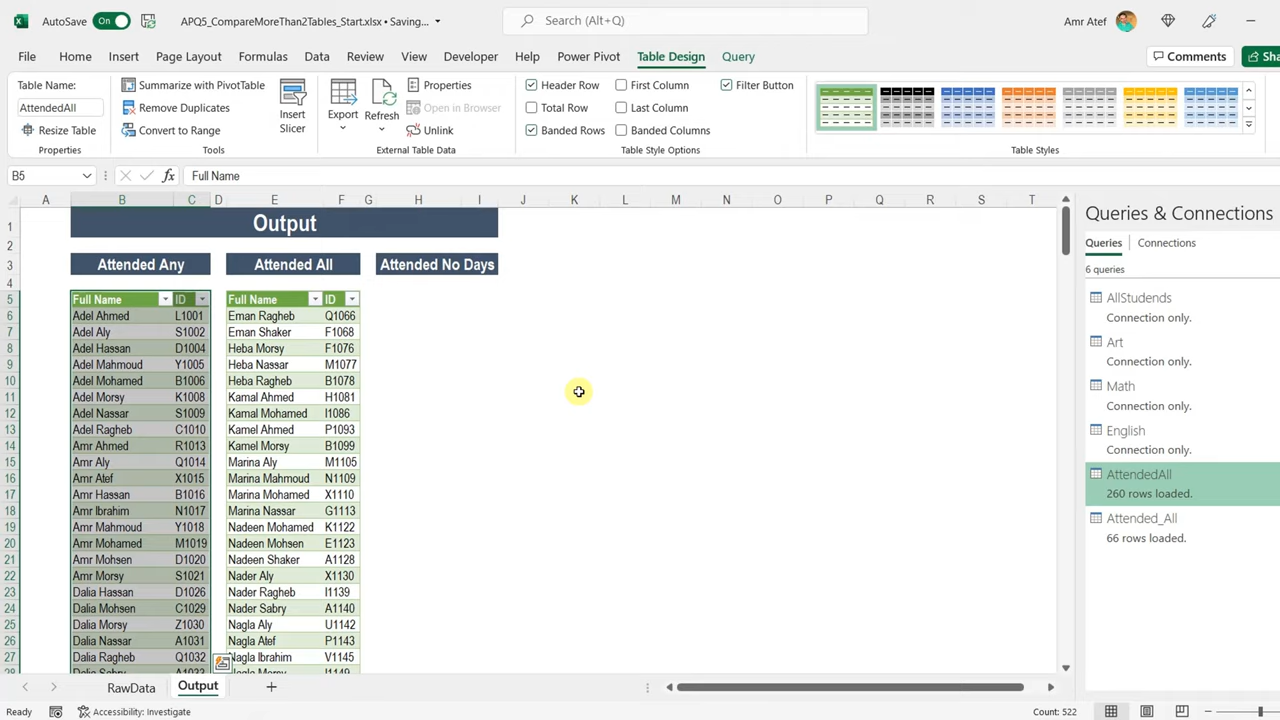 AutoSave On APQ5_CompareMoreThan2Tables_Start.xlsx • Saving... Search (Alt+Q) Amr Atef
File Home Insert Page Layout Formulas Data Review View Developer Help Power Pivot Table Design Query Comments Sha
Table Name: Summarize with PivotTable Properties Header Row First Column Filter Button
AttendedAll Remove Duplicates Insert Slicer Export Refresh Open in Browser Total Row Last Column
Resize Table Convert to Range Unlink Banded Rows Banded Columns
Properties Tools External Table Data Table Style Options Table Styles
B5 fx Full Name
A B C D E F G H I J K L M N O P Q R S T
1 Output
2
3 Attended Any Attended All Attended No Days
4
5 Full Name ID Full Name ID
6 Adel Ahmed L1001 Eman Ragheb Q1066
7 Adel Aly S1002 Eman Shaker F1068
8 Adel Hassan D1004 Heba Morsy F1076
9 Adel Mahmoud Y1005 Heba Nassar M1077
10 Adel Mohamed B1006 Heba Ragheb B1078
11 Adel Morsy K1008 Kamal Ahmed H1081
12 Adel Nassar S1009 Kamal Mohamed I1086
13 Adel Ragheb C1010 Kamel Ahmed P1093
14 Amr Ahmed R1013 Kamel Morsy B1099
15 Amr Aly Q1014 Marina Aly M1105
16 Amr Atef X1015 Marina Mahmoud N1109
17 Amr Hassan B1016 Marina Mohamed X1110
18 Amr Ibrahim N1017 Marina Nassar G1113
19 Amr Mahmoud Y1018 Nadeen Mohamed K1122
20 Amr Mohamed M1019 Nadeen Mohsen E1123
21 Amr Mohsen D1020 Nadeen Shaker A1128
22 Amr Morsy S1021 Nader Aly X1130
23 Dalia Hassan D1026 Nader Ragheb I1139
24 Dalia Mohsen C1029 Nader Sabry A1140
25 Dalia Morsy Z1030 Nagla Aly U1142
26 Dalia Nassar A1031 Nagla Atef P1143
27 Dalia Ragheb Q1032 Nagla Ibrahim V1145
28 Dalia Sabry A1033 Nagla Morsy I1149
Queries & Connections
Queries Connections
6 queries
AllStudends
Connection only.
Art
Connection only.
Math
Connection only.
English
Connection only.
AttendedAll
260 rows loaded.
Attended_All
66 rows loaded.
RawData Output
Ready Accessibility: Investigate Count: 522